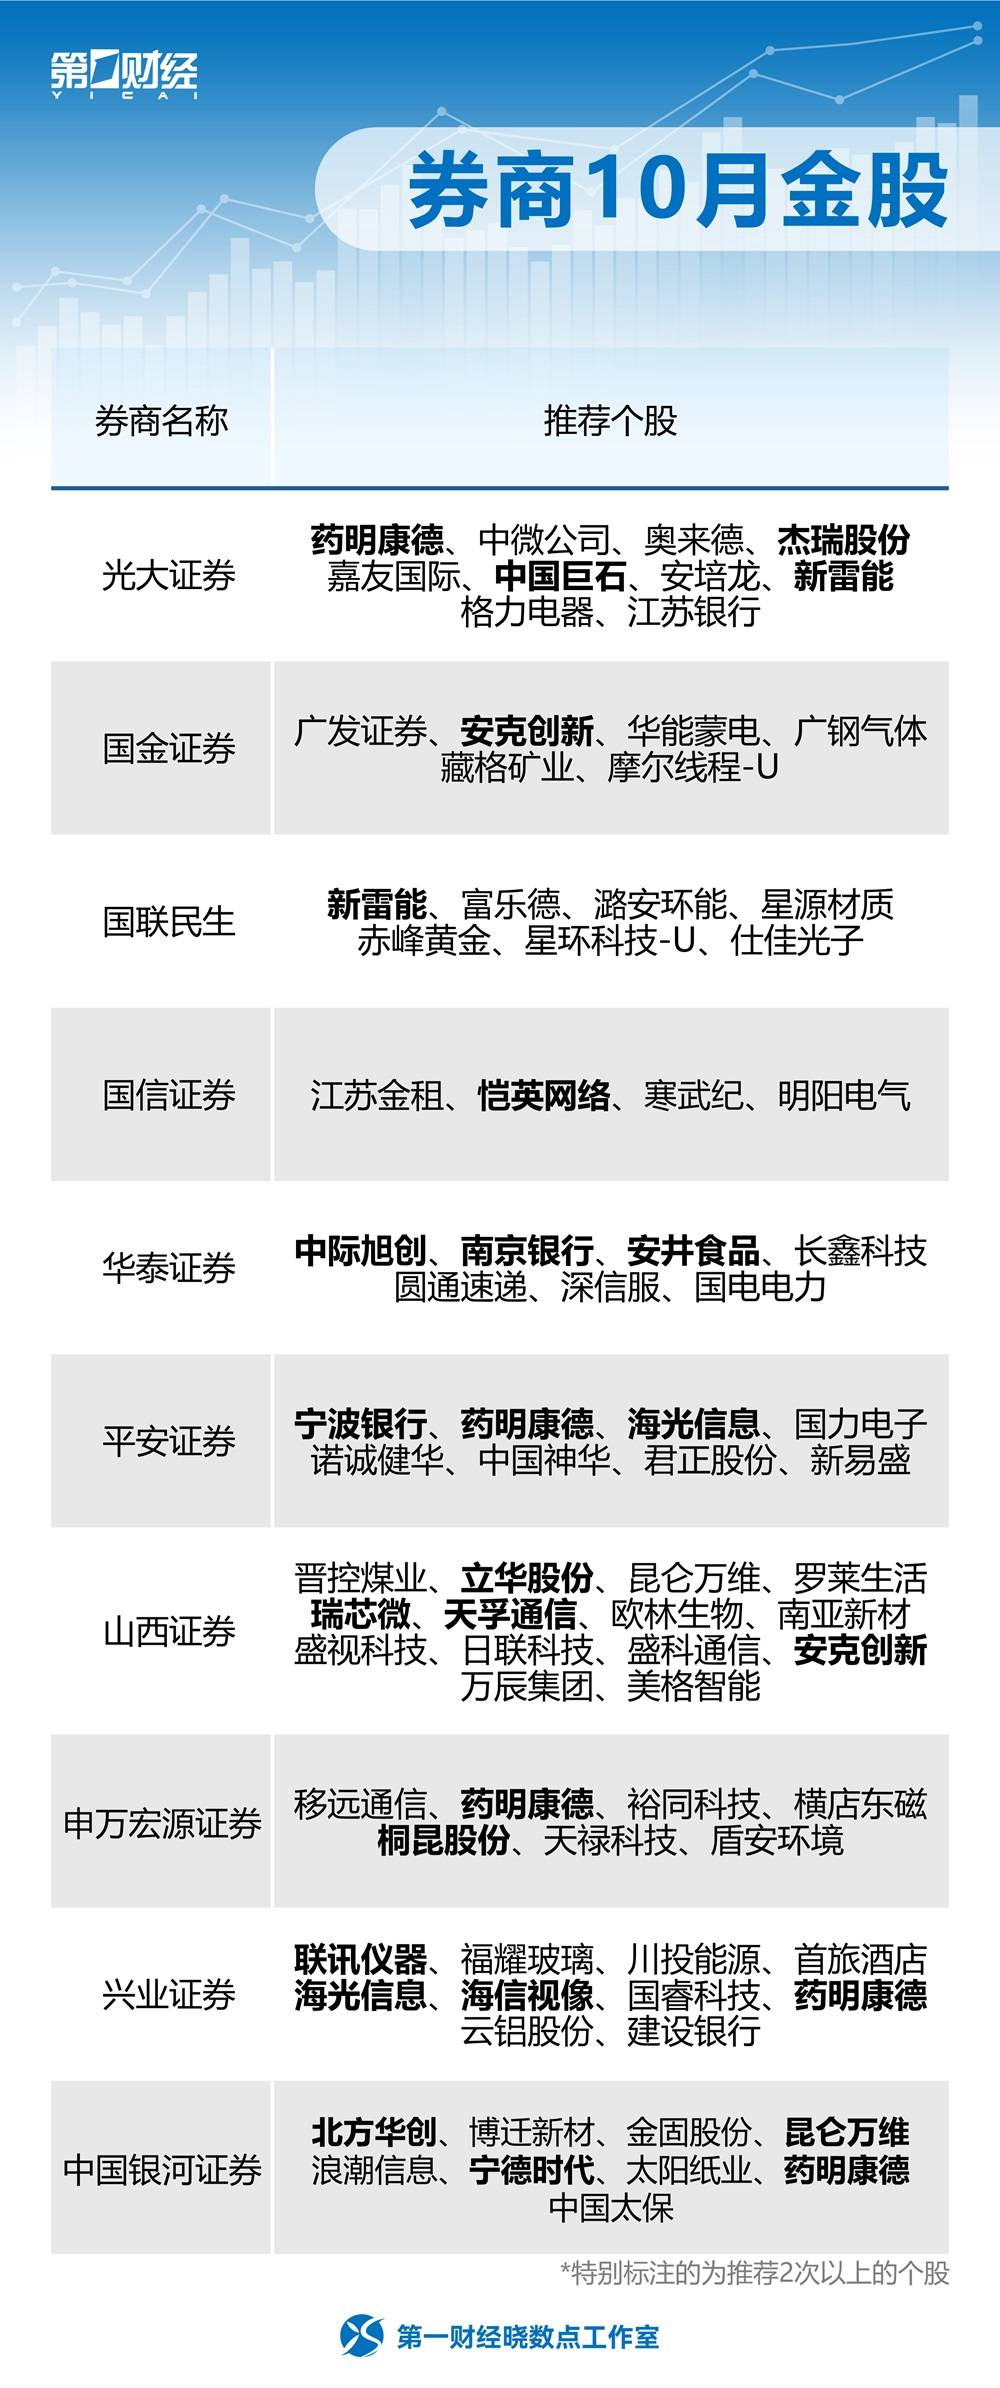 第一财经
YICAI
券商10月金股
券商名称
推荐个股
光大证券
药明康德、中微公司、奥来德、杰瑞股份
嘉友国际、中国巨石、安培龙、新雷能
格力电器、江苏银行
国金证券
广发证券、安克创新、华能蒙电、广钢气体
藏格矿业、摩尔线程-U
国联民生
新雷能、富乐德、潞安环能、星源材质
赤峰黄金、星环科技-U、仕佳光子
国信证券
江苏金租、恺英网络、寒武纪、明阳电气
华泰证券
中际旭创、南京银行、安井食品、长鑫科技
圆通速递、深信服、国电电力
平安证券
宁波银行、药明康德、海光信息、国力电子
诺诚健华、中国神华、君正股份、新易盛
山西证券
晋控煤业、立华股份、昆仑万维、罗莱生活
瑞芯微、天孚通信、欧林生物、南亚新材
盛视科技、日联科技、盛科通信、安克创新
万辰集团、美格智能
申万宏源证券
移远通信、药明康德、裕同科技、横店东磁
桐昆股份、天禄科技、盾安环境
兴业证券
联讯仪器、福耀玻璃、川投能源、首旅酒店
海光信息、海信视像、国睿科技、药明康德
云铝股份、建设银行
中国银河证券
北方华创、博迁新材、金固股份、昆仑万维
浪潮信息、宁德时代、太阳纸业、药明康德
中国太保
*特别标注的为推荐2次以上的个股
第一财经晓数点工作室